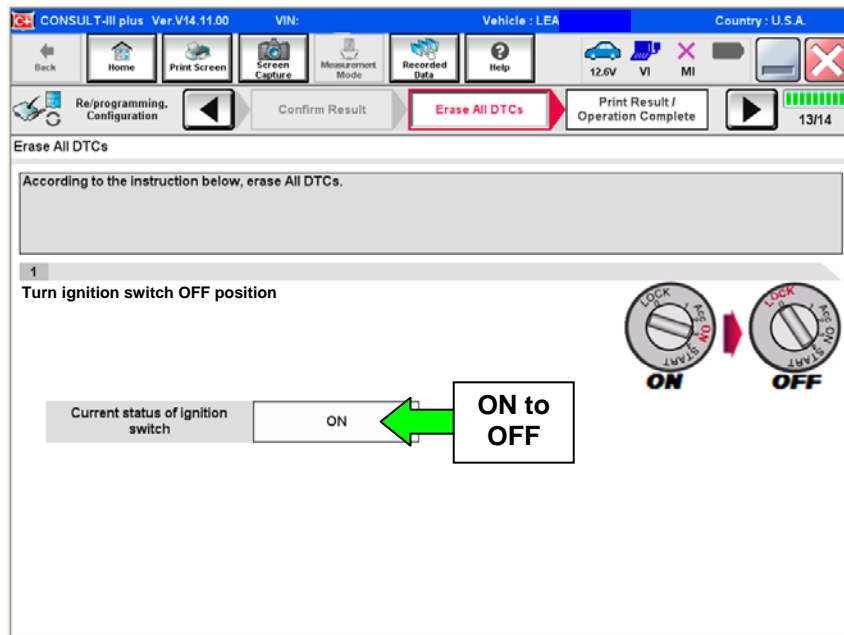 CONSULT-III plus Ver.V14.11.00 VIN: Vehicle : LEA Country : U.S.A.
Back
Home
Print Screen
Screen
Capture
Measurement
Mode
Recorded
Data
Help
12.6V VI MI
Re/programming,
Configuration
Confirm Result
Erase All DTCs
Print Result /
Operation Complete
13/14
Erase All DTCs
According to the instruction below, erase All DTCs.
1
Turn ignition switch OFF position
LOCK Acc ON START
ON
LOCK Acc ON START
OFF
Current status of ignition
switch
ON
ON to
OFF